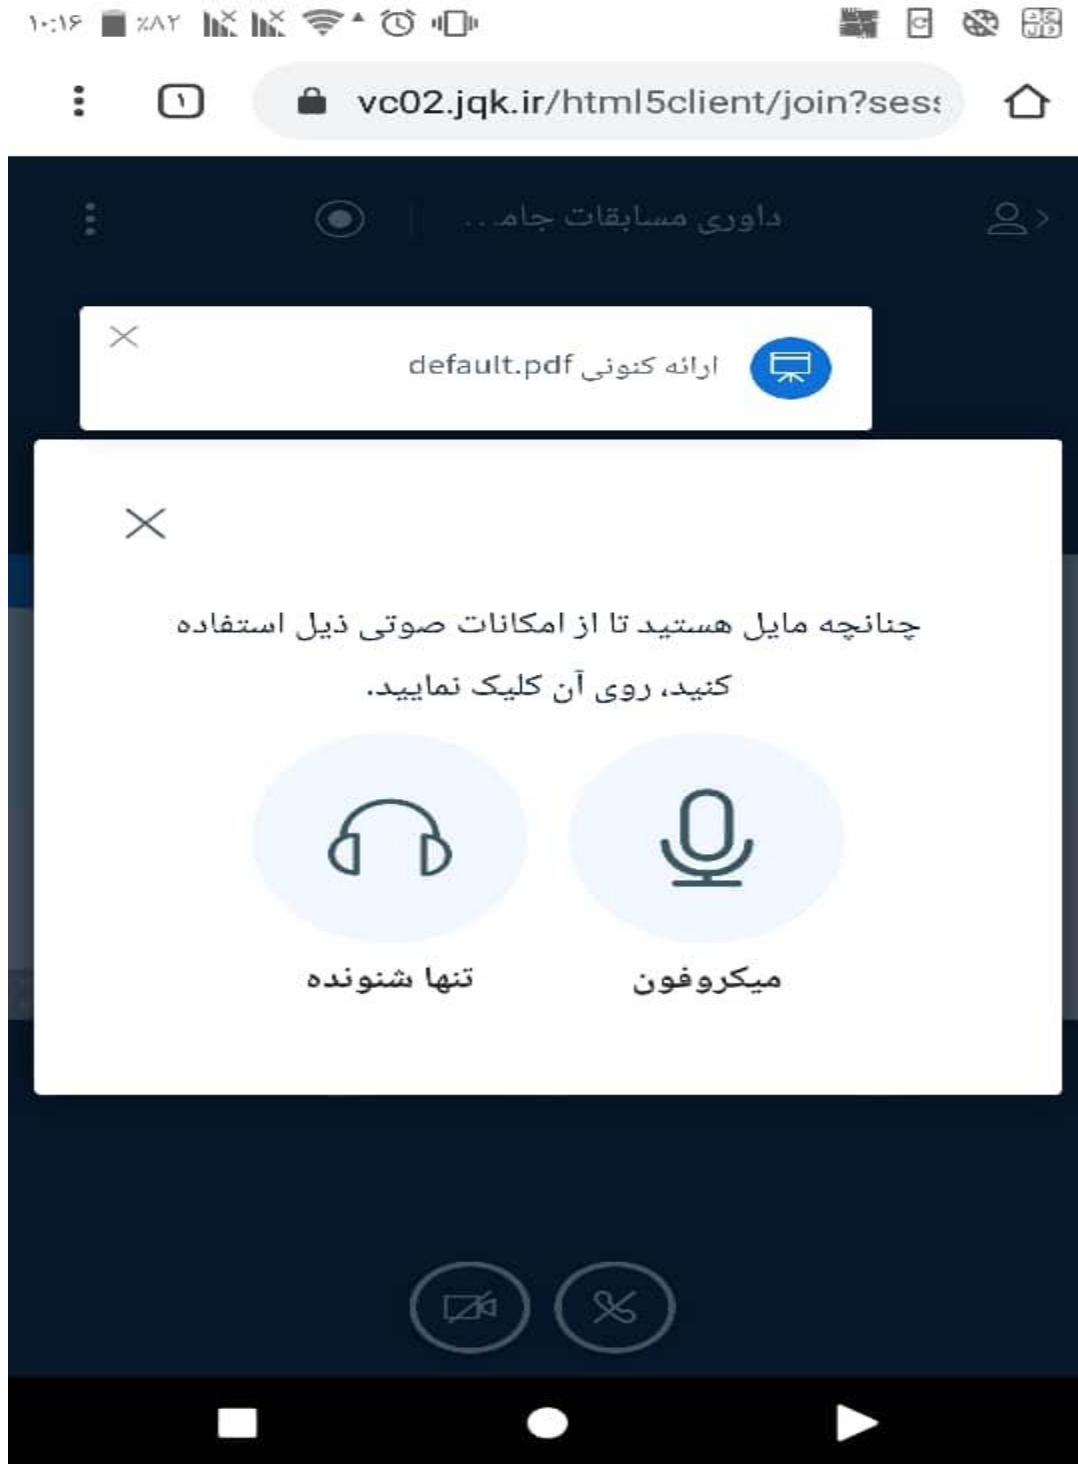 ۱۰:۱۶ ٪۸۲
۱ vc02.jqk.ir/html5client/join?sess
داوری مسابقات جامـ...
ارائه کنونی default.pdf
چنانچه مایل هستید تا از امکانات صوتی ذیل استفاده
کنید، روی آن کلیک نمایید.
میکروفون
تنها شنونده